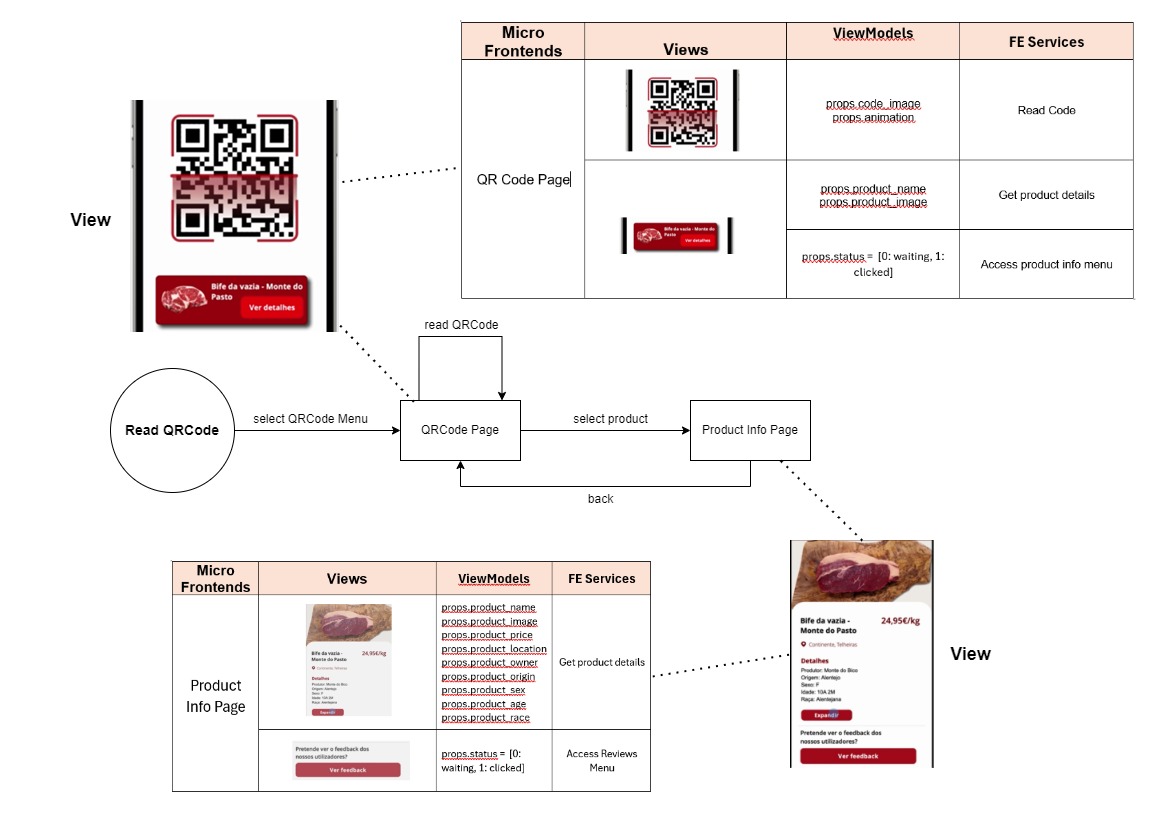 Micro
Frontends
Views
ViewModels
FE Services
props.code_image
props.animation
Read Code
QR Code Page
props.product_name
props.product_image
Get product details
Bife da vazia - Monte do
Pasto
Ver detalhes
props.status = [0: waiting, 1:
clicked]
Access product info menu
View
Bife da vazia - Monte do
Pasto
Ver detalhes
read QRCode
Read QRCode
select QRCode Menu
QRCode Page
select product
Product Info Page
back
Micro
Frontends
Views
ViewModels
FE Services
Product
Info Page
Bife da vazia -
Monte do Pasto
24,95€/kg
Continente, Telheiras
Detalhes
Produtor: Monte do Bico
Origem: Alentejo
Sexo: F
Idade: 10A 2M
Raça: Alentejana
Expandir
props.product_name
props.product_image
props.product_price
props.product_location
props.product_owner
props.product_origin
props.product_sex
props.product_age
props.product_race
Get product details
Pretende ver o feedback dos
nossos utilizadores?
Ver feedback
props.status = [0:
waiting, 1: clicked]
Access Reviews
Menu
Bife da vazia -
Monte do Pasto
24,95€/kg
Continente, Telheiras
Detalhes
Produtor: Monte do Bico
Origem: Alentejo
Sexo: F
Idade: 10A 2M
Raça: Alentejana
Expandir
Pretende ver o feedback dos
nossos utilizadores?
Ver feedback
View